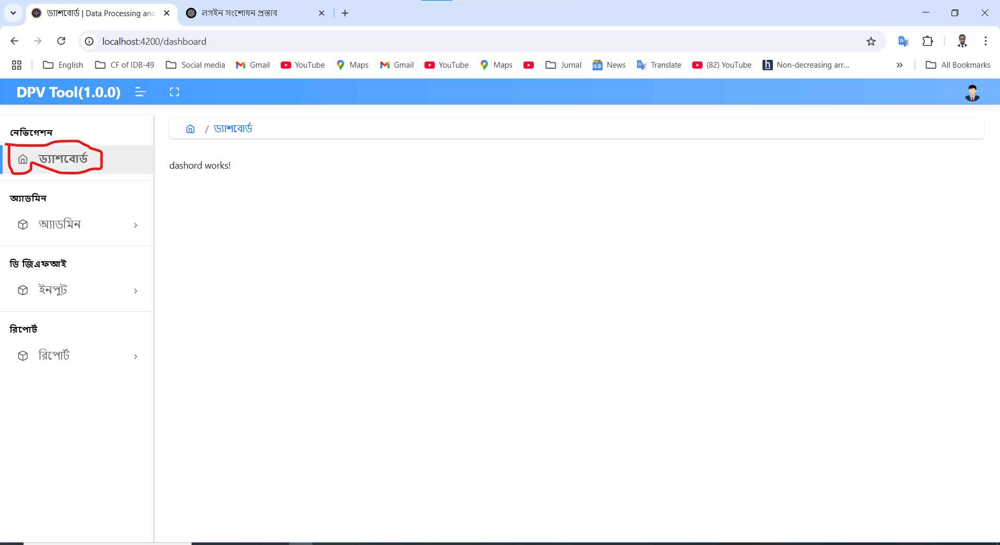 ড্যাশবোর্ড | Data Processing and
লগইন সংশোধন প্রস্তাব
localhost:4200/dashboard
English CF of IDB-49 Social media Gmail YouTube Maps Gmail YouTube Maps Jurnal News Translate (82) YouTube Non-decreasing arr... All Bookmarks
DPV Tool(1.0.0)
নেভিগেশন
ড্যাশবোর্ড
/ ড্যাশবোর্ড
dashord works!
অ্যাডমিন
অ্যাডমিন
ডি জিএফআই
ইনপুট
রিপোর্ট
রিপোর্ট